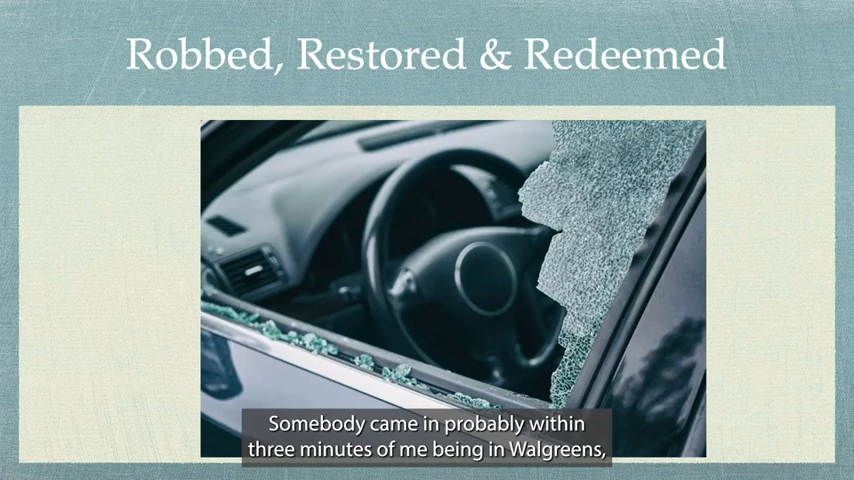 Robbed, Restored & Redeemed
Somebody came in probably within
three minutes of me being in Walgreens,